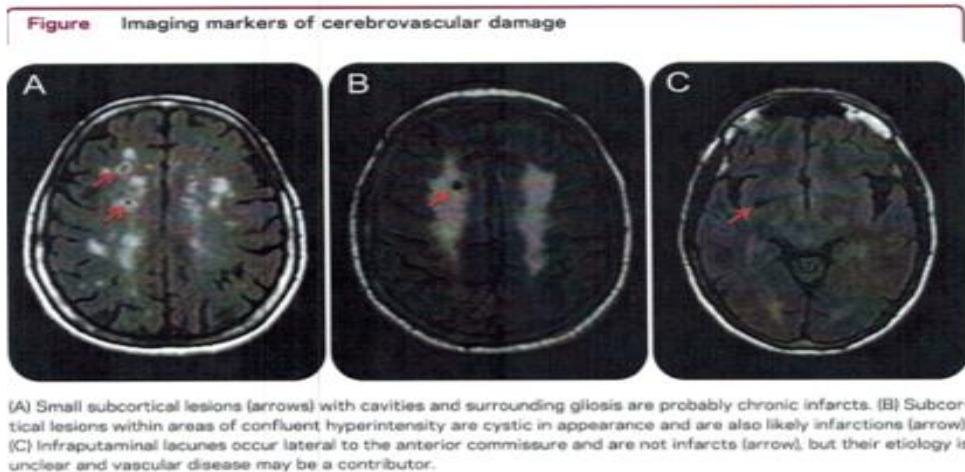 Figure Imaging markers of cerebrovascular damage
A B C
(A) Small subcortical lesions (arrows) with cavities and surrounding gliosis are probably chronic infarcts. (B) Subcor-
tical lesions within areas of confluent hyperintensity are cystic in appearance and are also likely infarctions (arrow)
(C) Infraputaminal lacunes occur lateral to the anterior commissure and are not infarcts (arrow), but their etiology is
unclear and vascular disease may be a contributor.